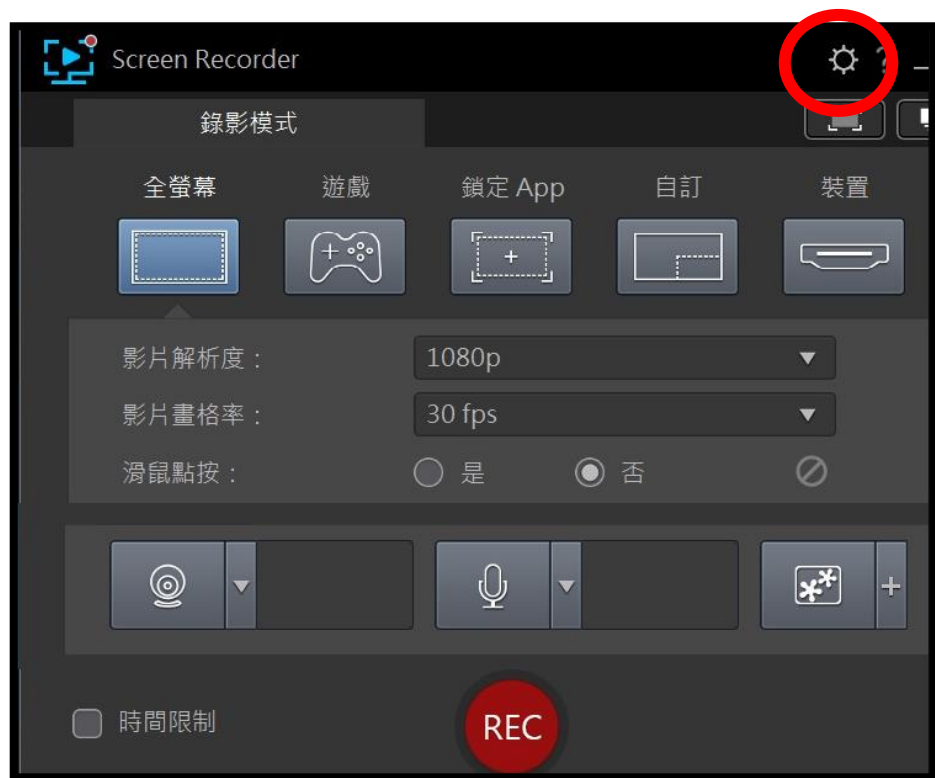 Screen Recorder
?
錄影模式
全螢幕 遊戲 鎖定 App 自訂 裝置
影片解析度： 1080p
影片畫格率： 30 fps
滑鼠點按： 是 否
時間限制
REC